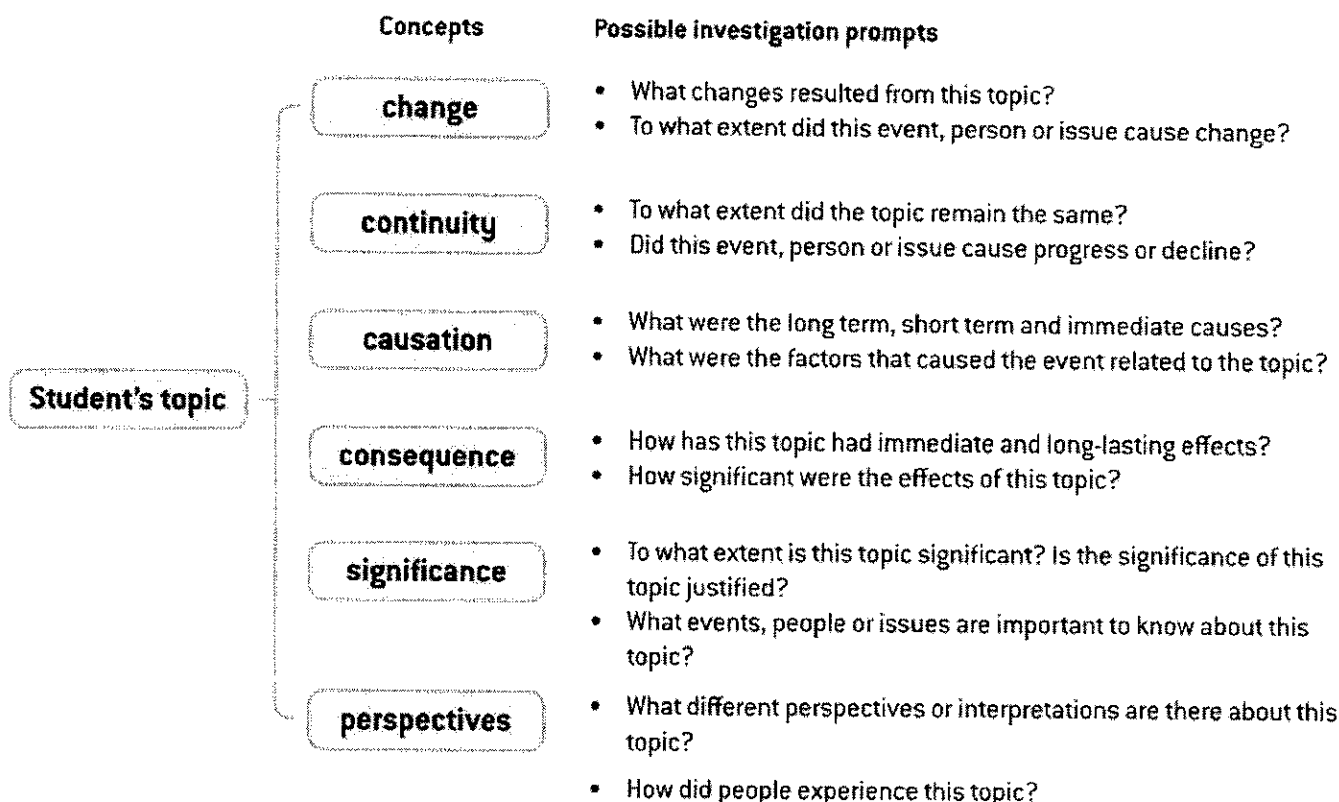 Concepts
Possible investigation prompts
change
• What changes resulted from this topic?
• To what extent did this event, person or issue cause change?
continuity
• To what extent did the topic remain the same?
• Did this event, person or issue cause progress or decline?
causation
• What were the long term, short term and immediate causes?
• What were the factors that caused the event related to the topic?
Student's topic
consequence
• How has this topic had immediate and long-lasting effects?
• How significant were the effects of this topic?
significance
• To what extent is this topic significant? Is the significance of this
topic justified?
• What events, people or issues are important to know about this
topic?
perspectives
• What different perspectives or interpretations are there about this
topic?
• How did people experience this topic?